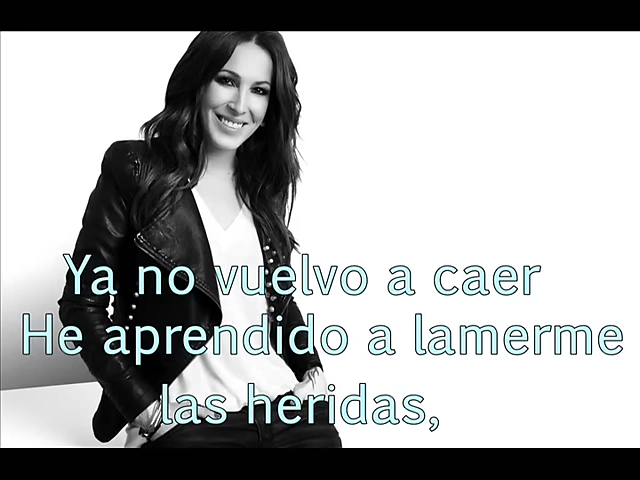 Ya no vuelvo a caer
He aprendido a lamerme
las heridas,